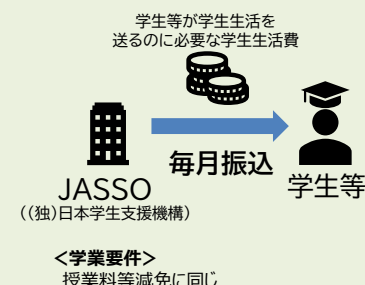 学生等が学生生活を
送るのに必要な学生生活費
毎月振込
JASSO
学生等
((独)日本学生支援機構)
<学業要件>
授業料等減免に同じ